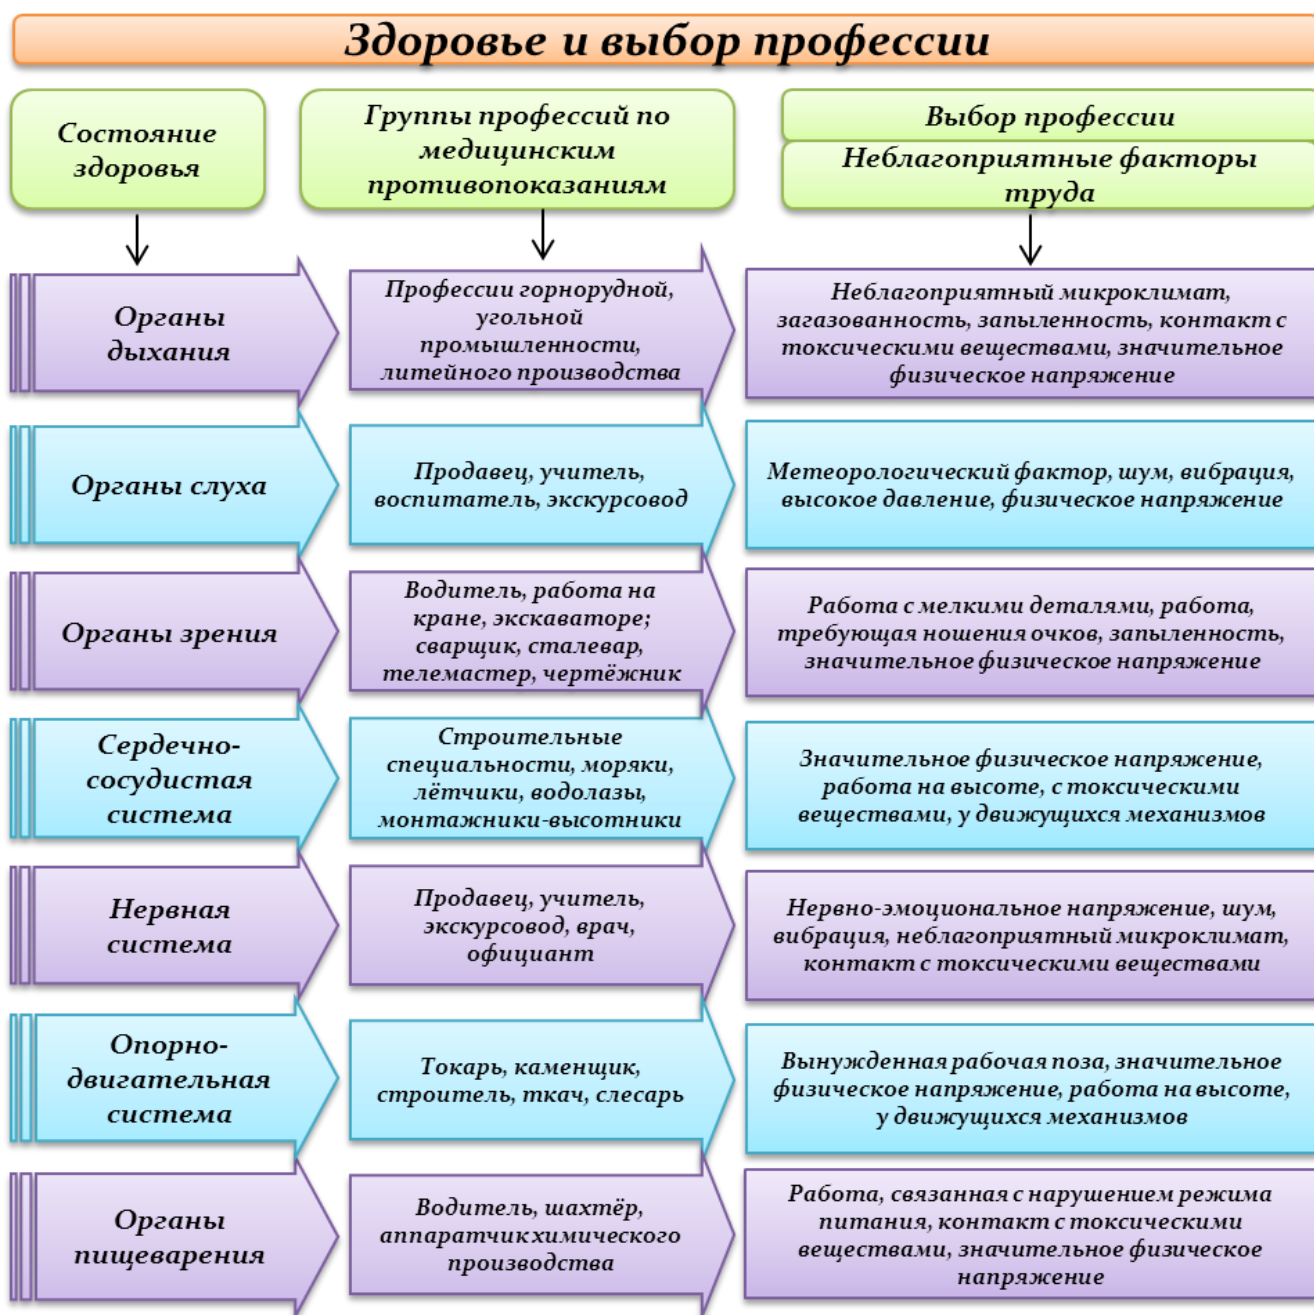 Здоровье и выбор профессии
Состояние
здоровья
Группы профессий по
медицинским
противопоказаниям
Выбор профессии
Неблагоприятные факторы
труда
Органы
дыхания
Профессии горнорудной,
угольной
промышленности,
литейного производства
Неблагоприятный микроклимат,
загазованность, запыленность, контакт с
токсическими веществами, значительное
физическое напряжение
Органы слуха
Продавец, учитель,
воспитатель, экскурсовод
Метеорологический фактор, шум, вибрация,
высокое давление, физическое напряжение
Органы зрения
Водитель, работа на
кране, экскаваторе;
сварщик, сталевар,
телемастер, чертёжник
Работа с мелкими деталями, работа,
требующая ношения очков, запыленность,
значительное физическое напряжение
Сердечно-
сосудистая
система
Строительные
специальности, моряки,
лётчики, водолазы,
монтажники-высотники
Значительное физическое напряжение,
работа на высоте, с токсическими
веществами, у движущихся механизмов
Нервная
система
Продавец, учитель,
экскурсовод, врач,
официант
Нервно-эмоциональное напряжение, шум,
вибрация, неблагоприятный микроклимат,
контакт с токсическими веществами
Опорно-
двигательная
система
Токарь, каменщик,
строитель, ткач, слесарь
Вынужденная рабочая поза, значительное
физическое напряжение, работа на высоте,
у движущихся механизмов
Органы
пищеварения
Водитель, шахтёр,
аппаратчик химического
производства
Работа, связанная с нарушением режима
питания, контакт с токсическими
веществами, значительное физическое
напряжение